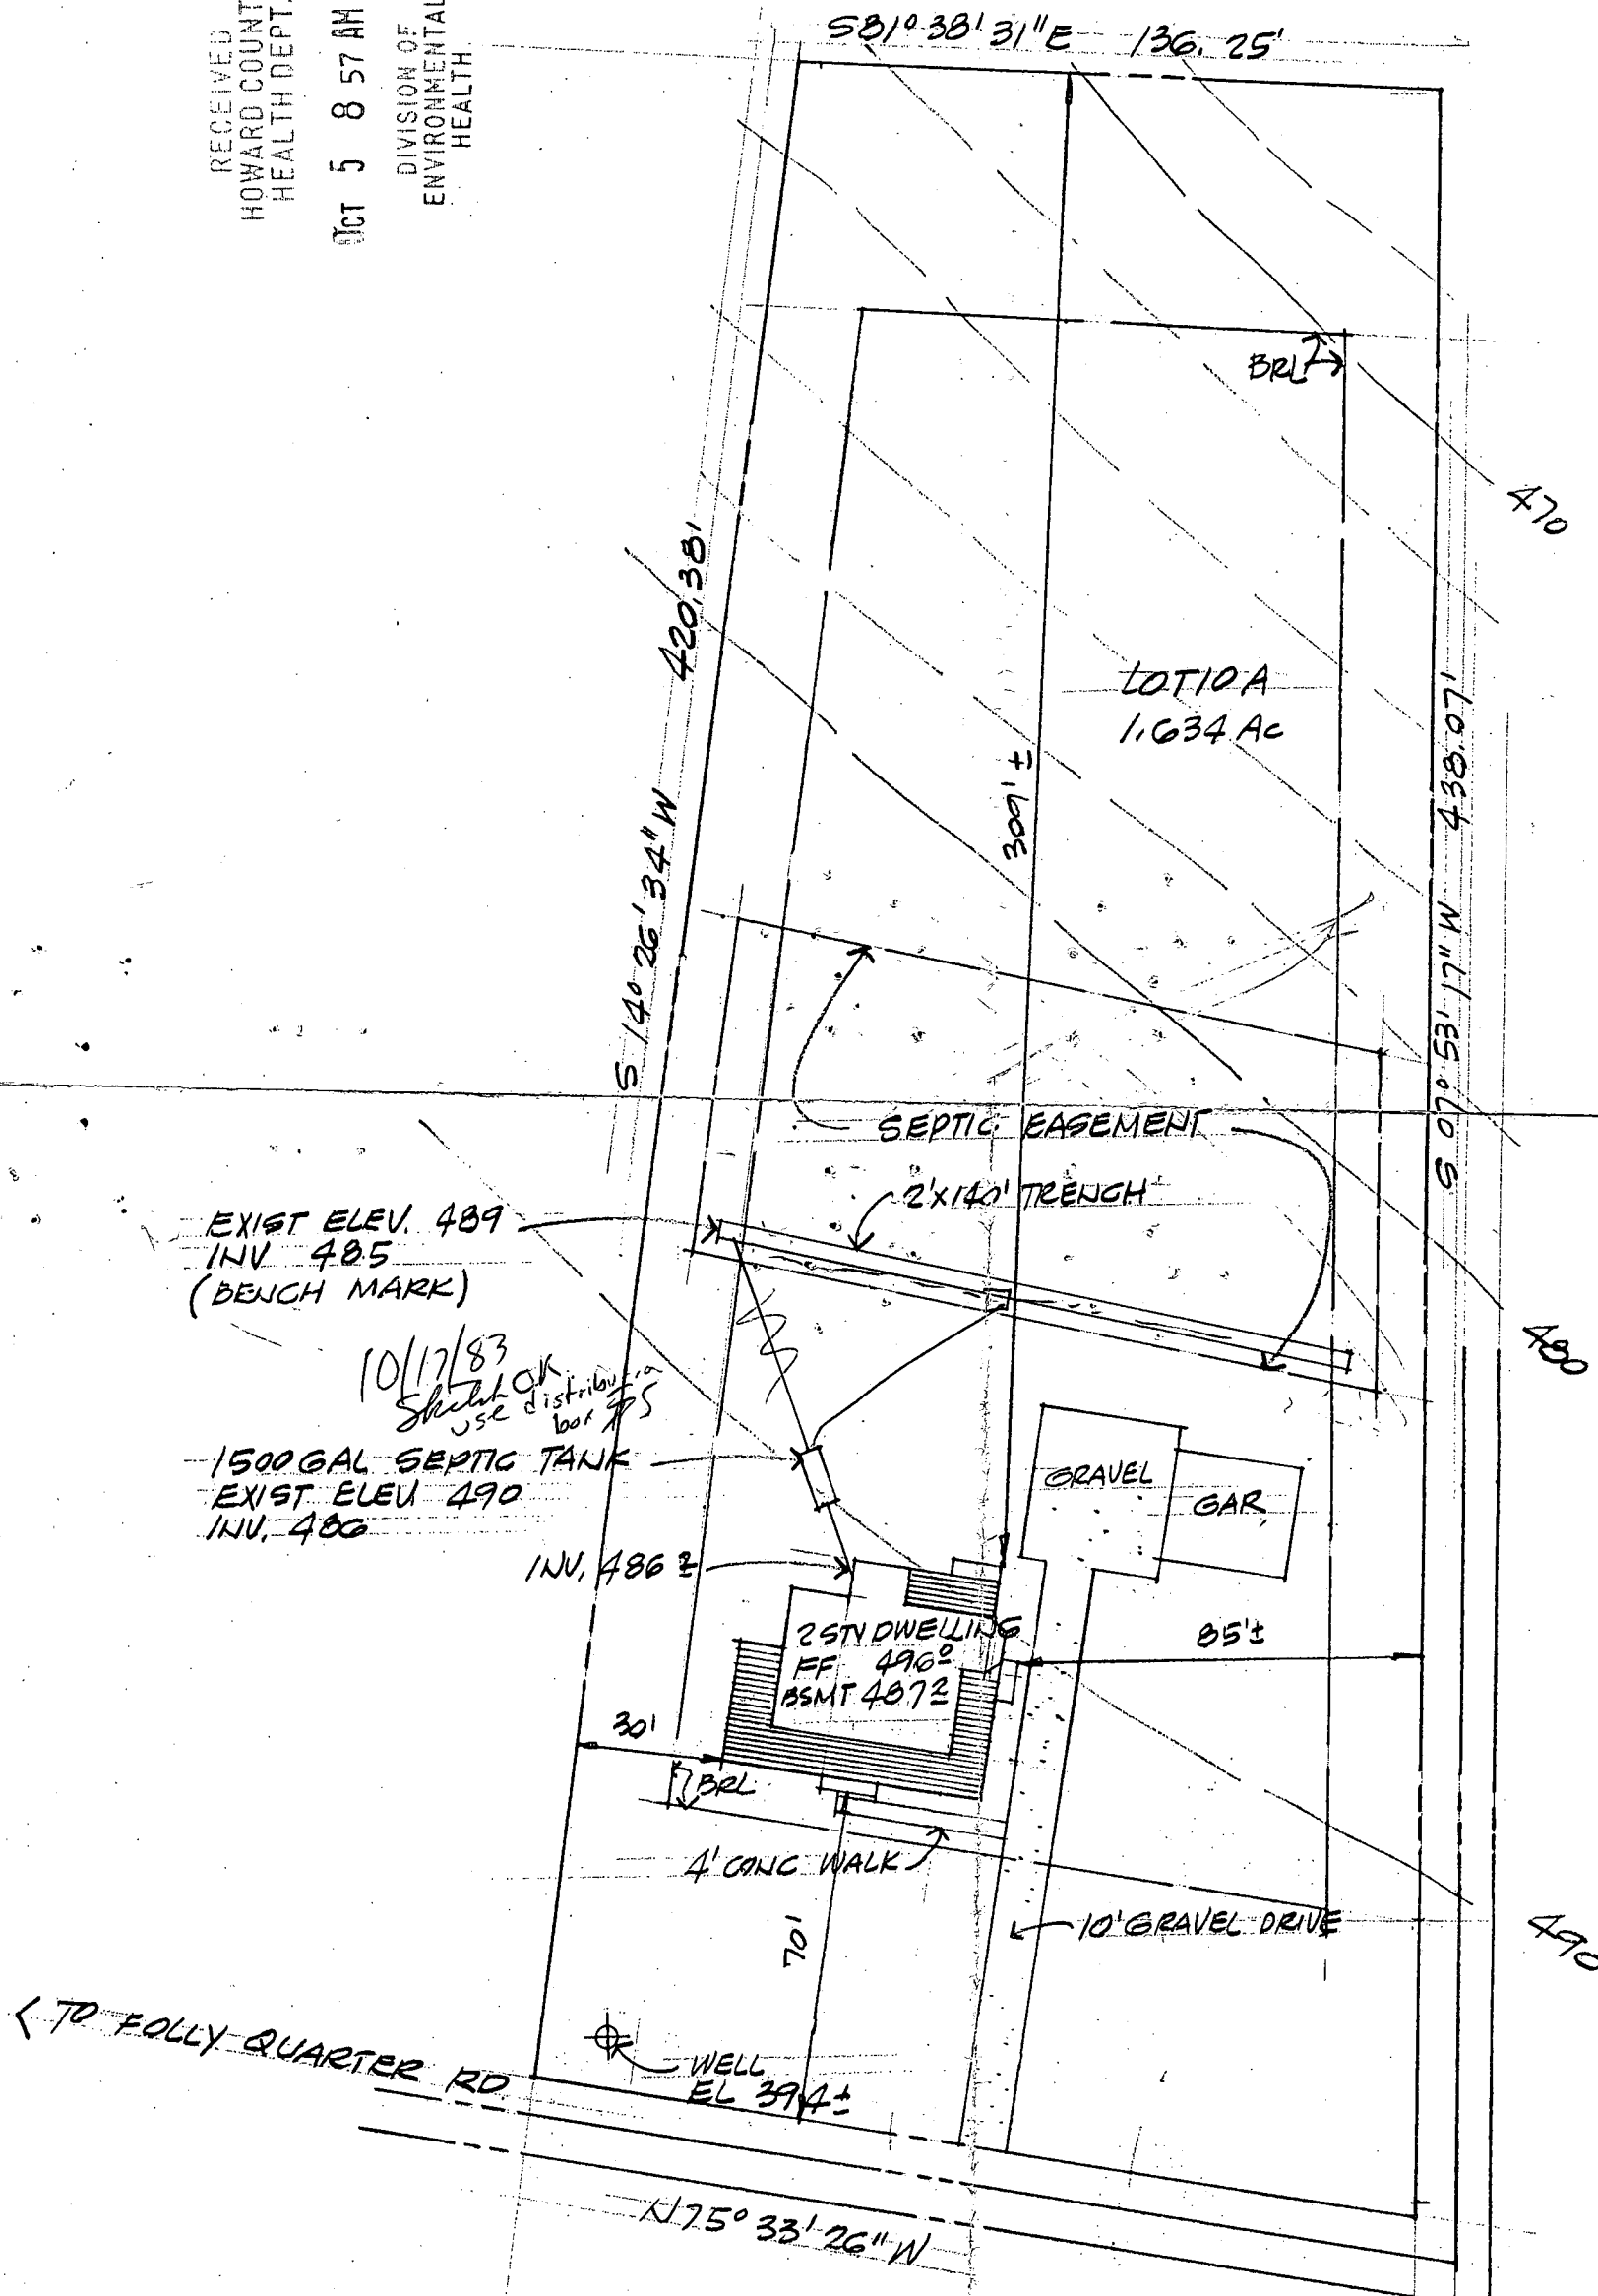 RECEIVED
HOWARD COUNTY
HEALTH DEPT.
OCT 5 8 57 AM
DIVISION OF
ENVIRONMENTAL
HEALTH
S81° 38' 31" E 136.25'
BRL
470
420.38'
S 14° 26' 34" W
LOT 10 A
1.634 Ac
309' ±
438.07'
S 07° 53' 17" W
SEPTIC EASEMENT
2'X140' TRENCH
EXIST ELEV. 489
INV 485
(BENCH MARK)
480
10/17/83
Sketch OK
use distribution
box
1500 GAL SEPTIC TANK
EXIST ELEV 490
INV. 486
GRAVEL
GAR.
INV. 486 2
2 STY DWELLING
FF 496 0
BSMT 487 2
85'±
30'
BRL
4' CONC WALK
70'
10' GRAVEL DRIVE
490
< TO FOLLY QUARTER RD
WELL
EL 394±
N75° 33' 26" W